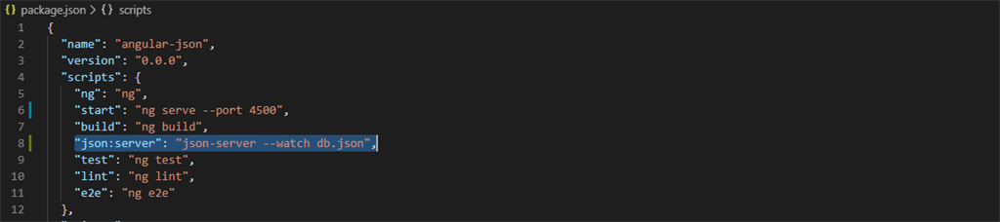 package.json > scripts
1 {
2 "name": "angular-json",
3 "version": "0.0.0",
4 "scripts": {
5 "ng": "ng",
6 "start": "ng serve --port 4500",
7 "build": "ng build",
8 "json:server": "json-server --watch db.json",
9 "test": "ng test",
10 "lint": "ng lint",
11 "e2e": "ng e2e"
12 },